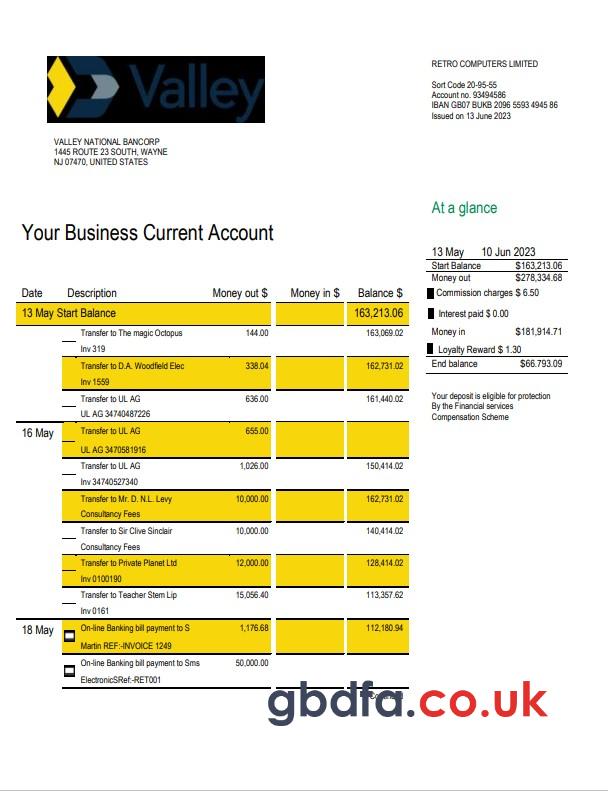 Valley
RETRO COMPUTERS LIMITED
Sort Code 20-95-55
Account no. 93494586
IBAN GB07 BUKB 2096 5593 4945 86
Issued on 13 June 2023
VALLEY NATIONAL BANCORP
1445 ROUTE 23 SOUTH, WAYNE
NJ 07470, UNITED STATES
At a glance
Your Business Current Account
13 May 10 Jun 2023
Start Balance $163,213.06
Money out $278,334.68
Commission charges $ 6.50
Interest paid $ 0.00
Money in $181,914.71
Loyalty Reward $ 1.30
End balance $66.793.09
Your deposit is eligible for protection
By the Financial services
Compensation Scheme
Date Description Money out $ Money in $ Balance $
13 May Start Balance 163,213.06
Transfer to The magic Octopus 144.00 163,069.02
Inv 319
Transfer to D.A. Woodfield Elec 338.04 162,731.02
Inv 1559
Transfer to UL AG 636.00 161,440.02
UL AG 34740487226
16 May Transfer to UL AG 655.00
UL AG 3470581916
Transfer to UL AG 1,026.00 150,414.02
Inv 34740527340
Transfer to Mr. D. N.L. Levy 10,000.00 162,731.02
Consultancy Fees
Transfer to Sir Clive Sinclair 10,000.00 140,414.02
Consultancy Fees
Transfer to Private Planet Ltd 12,000.00 128,414.02
Inv 0100190
Transfer to Teacher Stem Lip 15,056.40 113,357.62
Inv 0161
18 May On-line Banking bill payment to S 1,176.68 112,180.94
Martin REF:-INVOICE 1249
On-line Banking bill payment to Sms 50,000.00
ElectronicSRef:-RET001
gbdfa.co.uk